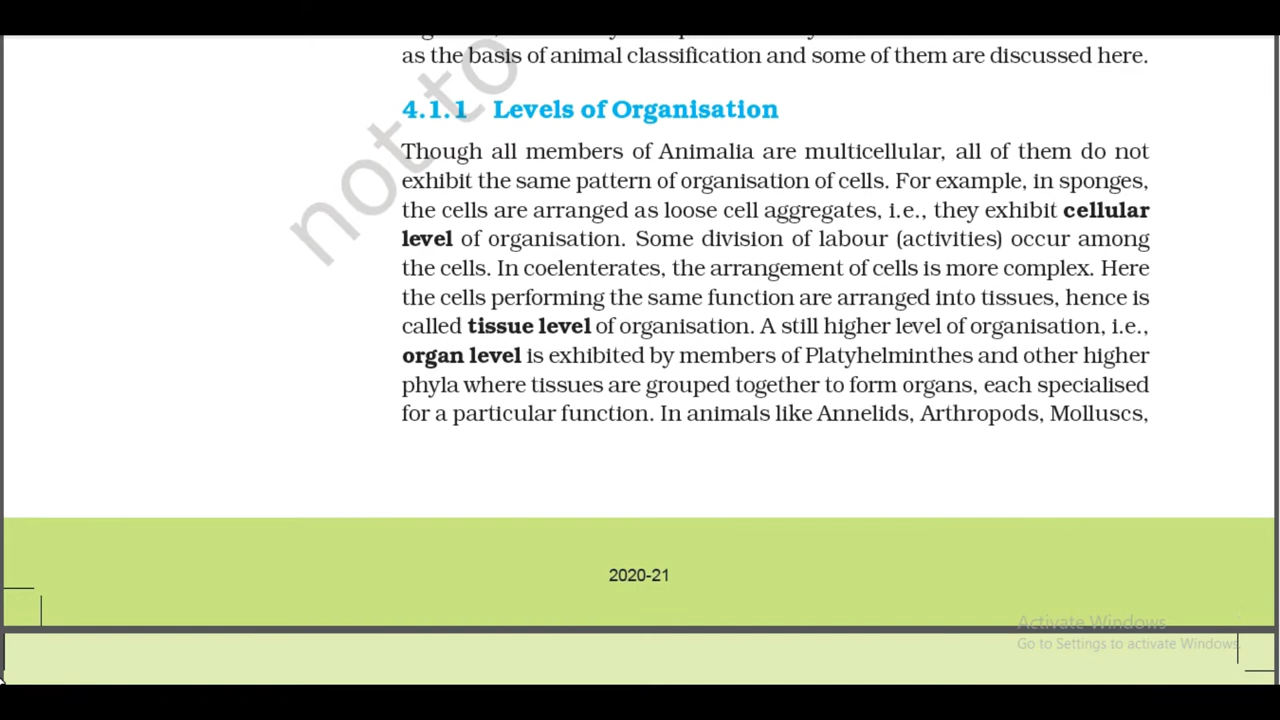 as the basis of animal classification and some of them are discussed here.
4.1.1 Levels of Organisation
Though all members of Animalia are multicellular, all of them do not
exhibit the same pattern of organisation of cells. For example, in sponges,
the cells are arranged as loose cell aggregates, i.e., they exhibit cellular
level of organisation. Some division of labour (activities) occur among
the cells. In coelenterates, the arrangement of cells is more complex. Here
the cells performing the same function are arranged into tissues, hence is
called tissue level of organisation. A still higher level of organisation, i.e.,
organ level is exhibited by members of Platyhelminthes and other higher
phyla where tissues are grouped together to form organs, each specialised
for a particular function. In animals like Annelids, Arthropods, Molluscs,
not to
2020-21
Activate Windows
Go to Settings to activate Windows.